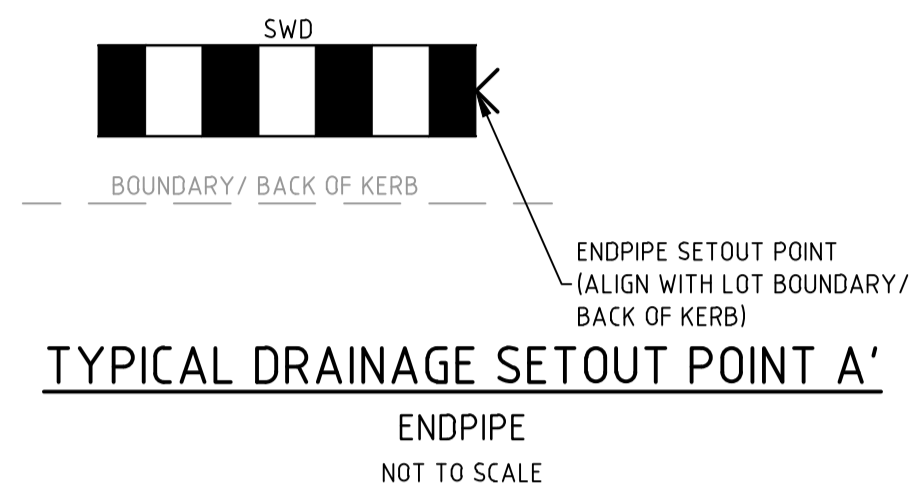 SWD
BOUNDARY/ BACK OF KERB
ENDPIPE SETOUT POINT
(ALIGN WITH LOT BOUNDARY/
BACK OF KERB)
TYPICAL DRAINAGE SETOUT POINT A'
ENDPIPE
NOT TO SCALE